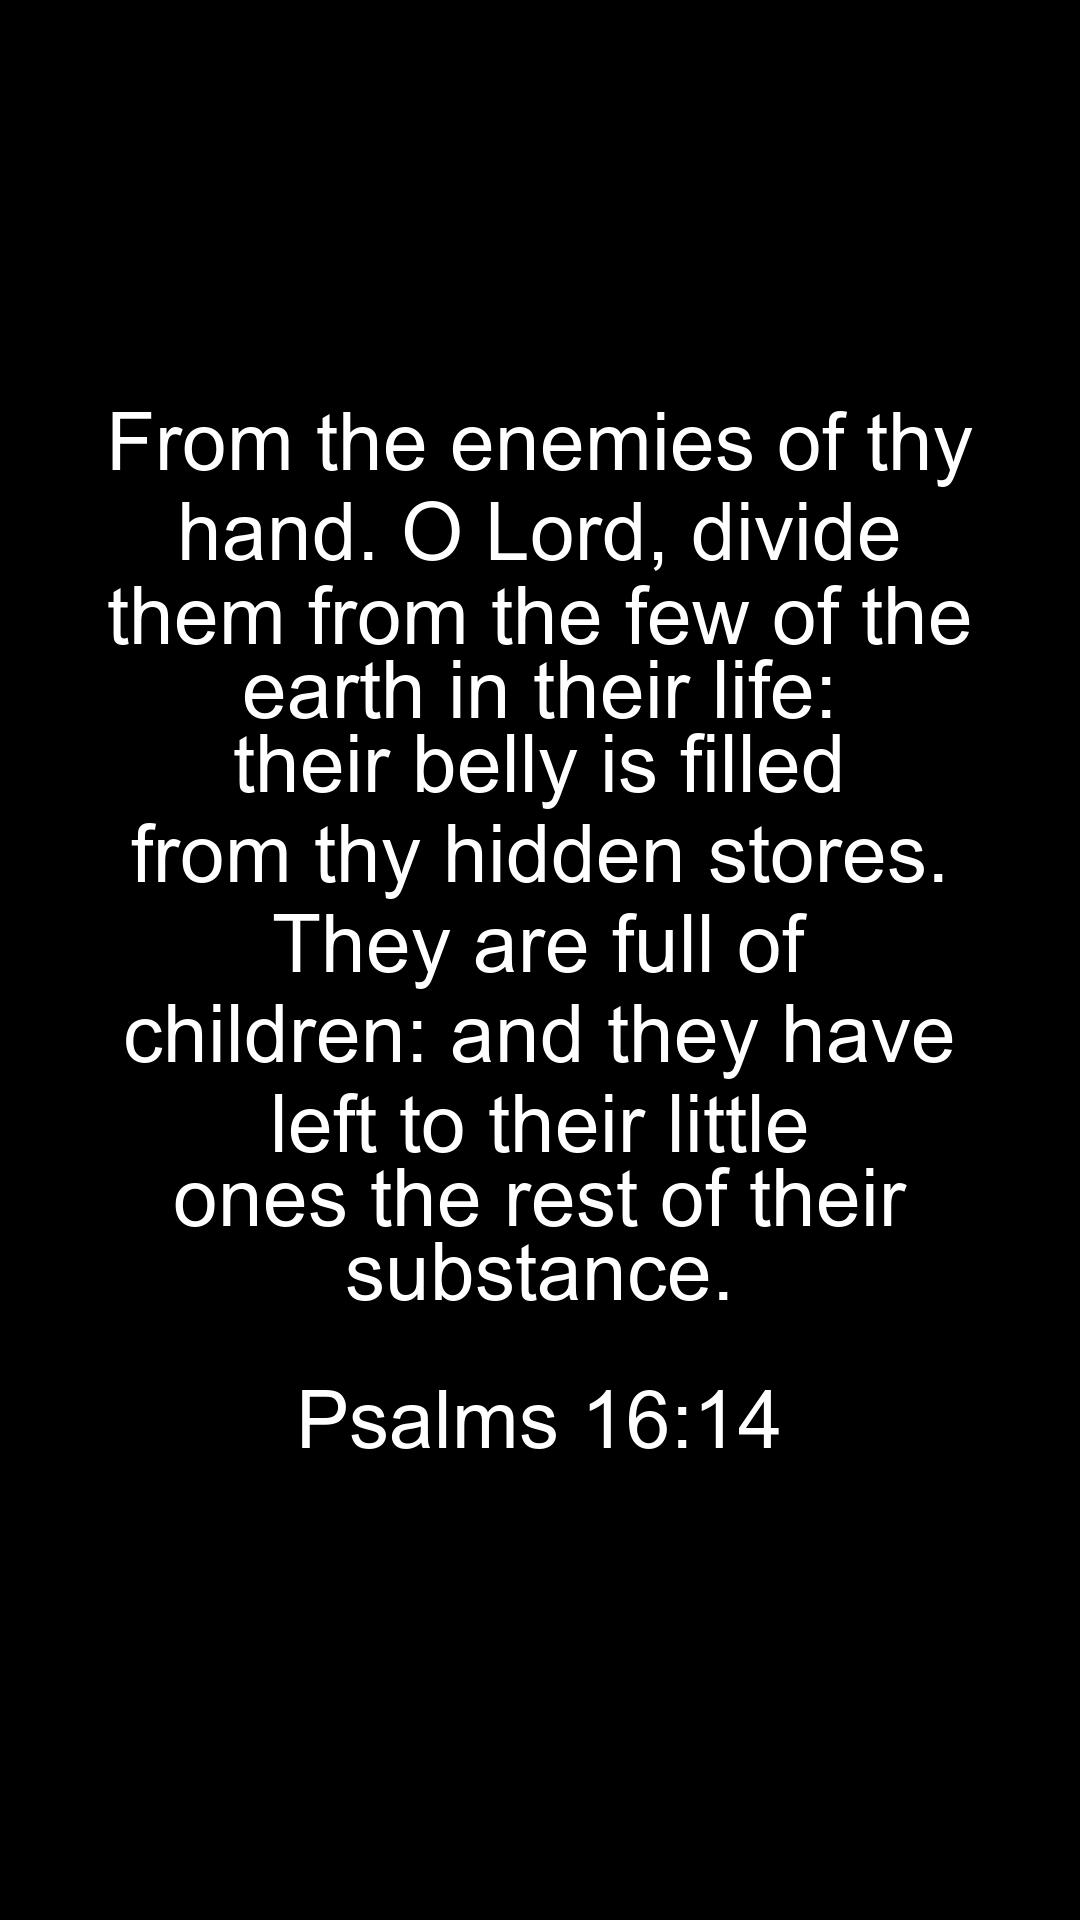 From the enemies of thy
hand. O Lord, divide
them from the few of the
earth in their life:
their belly is filled
from thy hidden stores.
They are full of
children: and they have
left to their little
ones the rest of their
substance.
Psalms 16:14